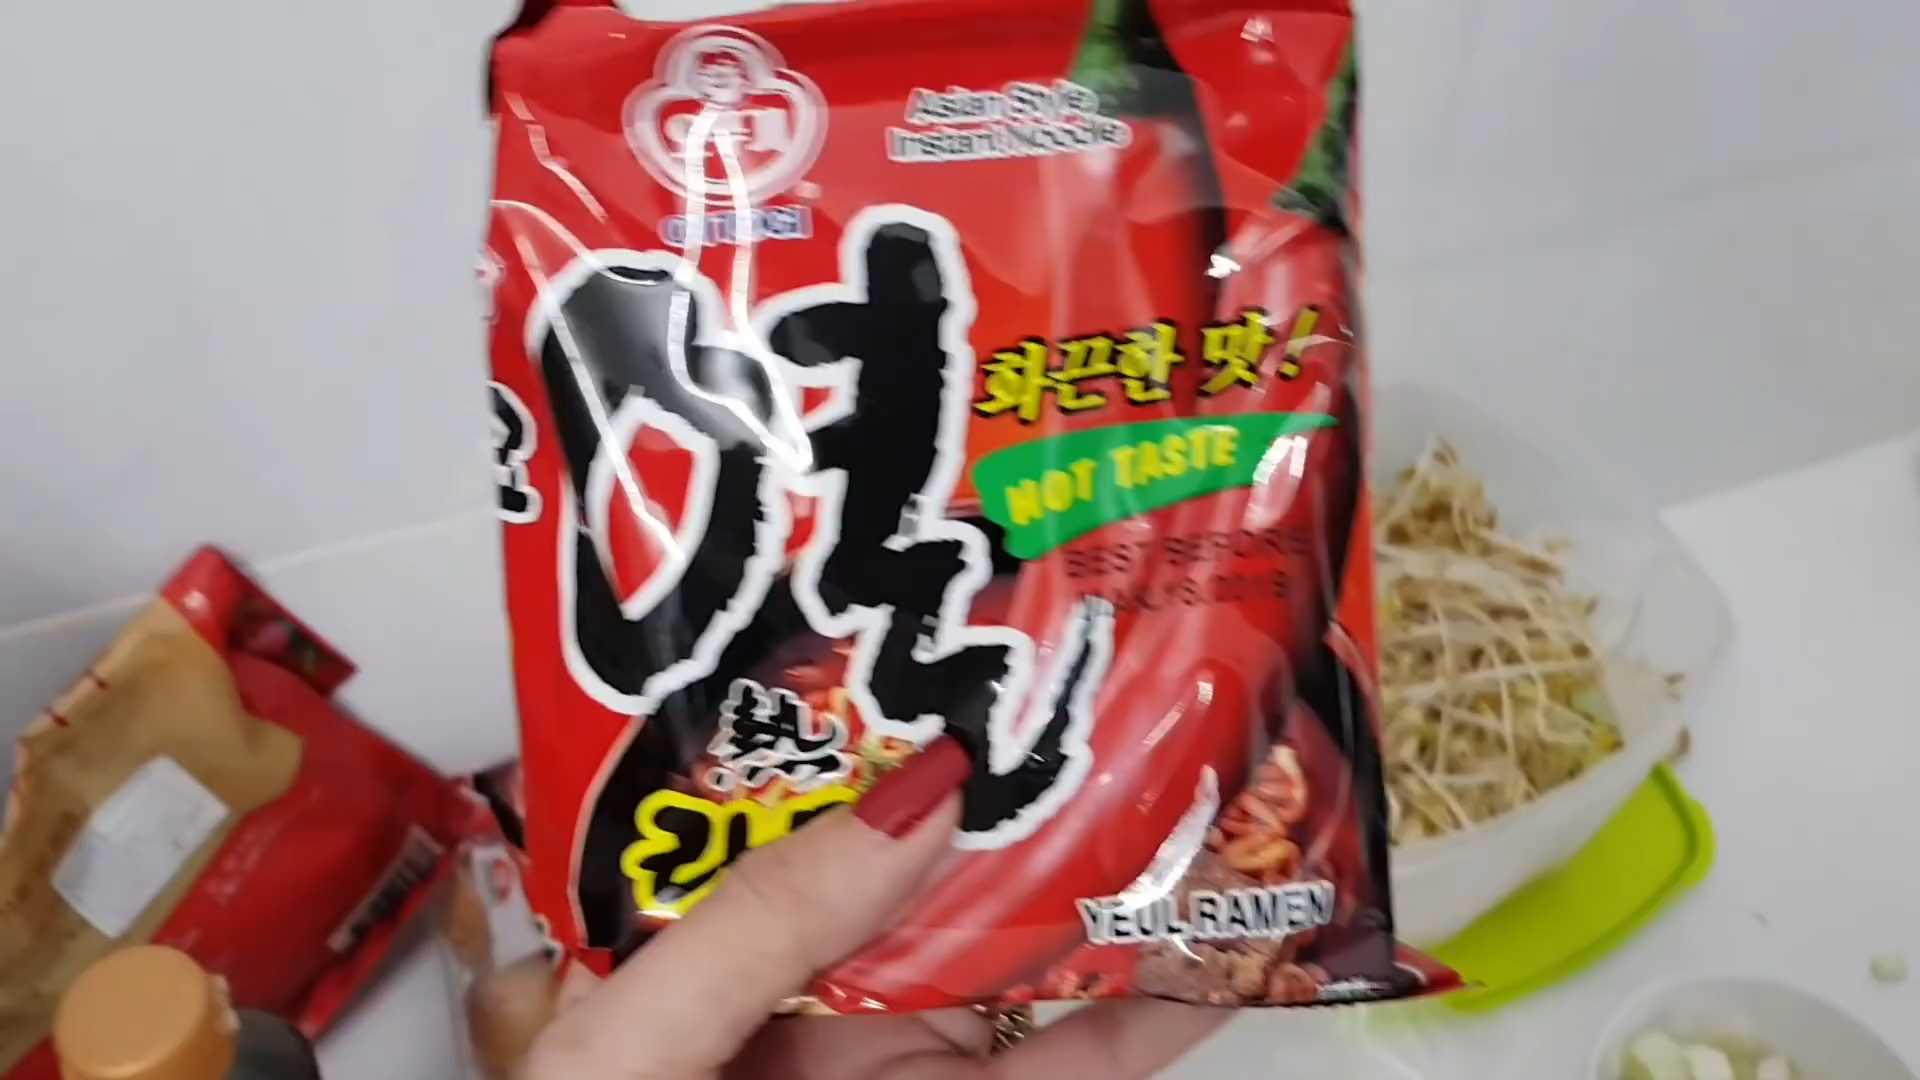 오뚜기
OTTOGI
Asian Style
Instant Noodle
열
화끈한 맛!
HOT TASTE
BEST BEFORE
熱
YEUL RAMEN